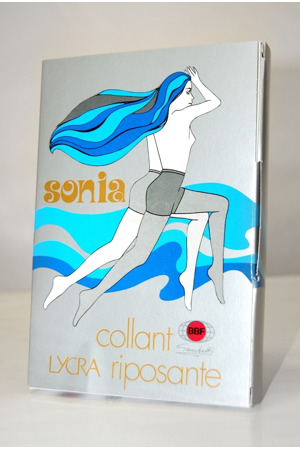 sonia
collant
BBF
LYCRA riposante